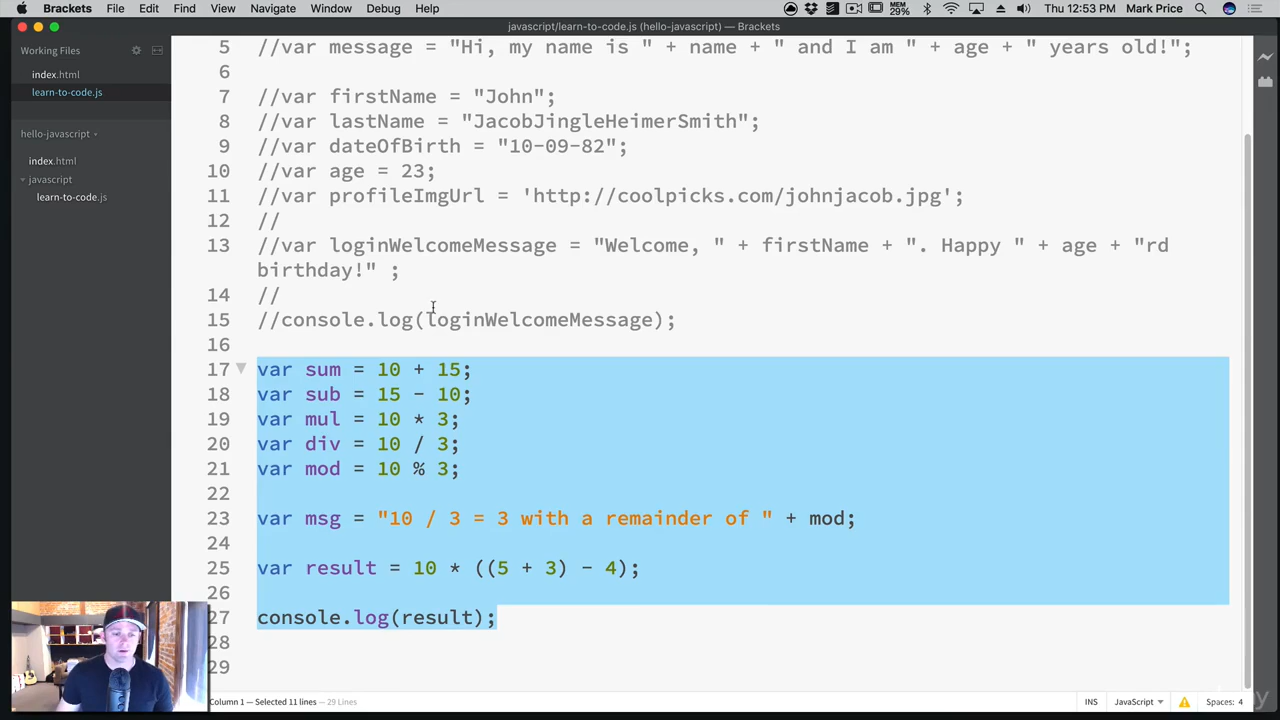 Brackets File Edit Find View Navigate Window Debug Help MEM 29% Thu 12:53 PM Mark Price
javascript/learn-to-code.js (hello-javascript) — Brackets
Working Files
index.html
learn-to-code.js
hello-javascript
index.html
javascript
learn-to-code.js
5 //var message = "Hi, my name is " + name + " and I am " + age + " years old!";
6
7 //var firstName = "John";
8 //var lastName = "JacobJingleHeimerSmith";
9 //var dateOfBirth = "10-09-82";
10 //var age = 23;
11 //var profileImgUrl = 'http://coolpicks.com/johnjacob.jpg';
12 //
13 //var loginWelcomeMessage = "Welcome, " + firstName + ". Happy " + age + "rd
birthday!" ;
14 //
15 //console.log(loginWelcomeMessage);
16
17 var sum = 10 + 15;
18 var sub = 15 - 10;
19 var mul = 10 * 3;
20 var div = 10 / 3;
21 var mod = 10 % 3;
22
23 var msg = "10 / 3 = 3 with a remainder of " + mod;
24
25 var result = 10 * ((5 + 3) - 4);
26
27 console.log(result);
28
29
Column 1 — Selected 11 lines — 29 Lines INS JavaScript Spaces: 4